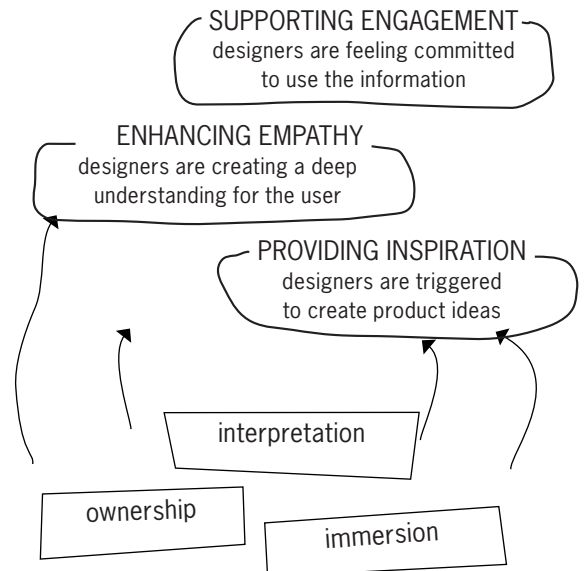 SUPPORTING ENGAGEMENT
designers are feeling committed
to use the information
ENHANCING EMPATHY
designers are creating a deep
understanding for the user
PROVIDING INSPIRATION
designers are triggered
to create product ideas
interpretation
ownership
immersion